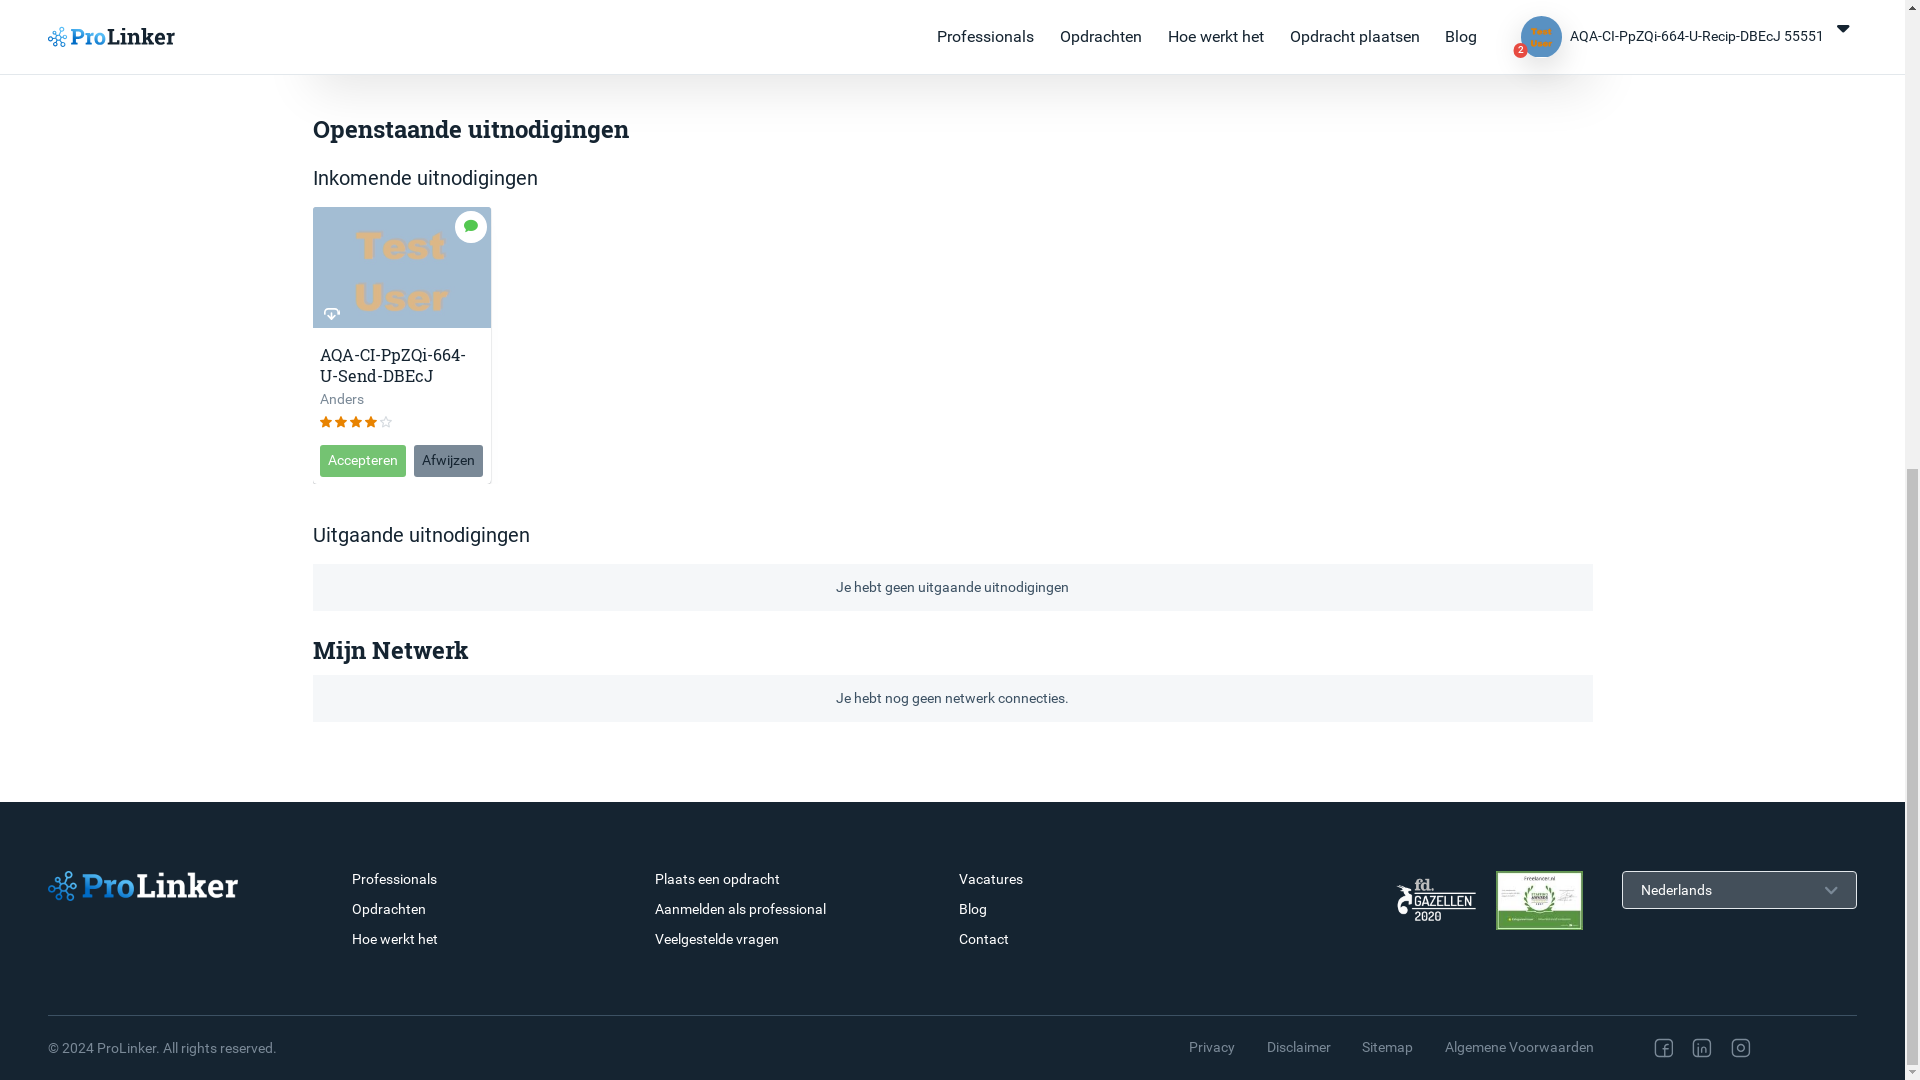 ProLinker
Professionals
Opdrachten
Hoe werkt het
Opdracht plaatsen
Blog
2
AQA-CI-PpZQi-664-U-Recip-DBEcJ 55551
Openstaande uitnodigingen
Inkomende uitnodigingen
Test
User
AQA-CI-PpZQi-664-
U-Send-DBEcJ
Anders
Accepteren
Afwijzen
Uitgaande uitnodigingen
Je hebt geen uitgaande uitnodigingen
Mijn Netwerk
Je hebt nog geen netwerk connecties.
ProLinker
Professionals
Opdrachten
Hoe werkt het
Plaats een opdracht
Aanmelden als professional
Veelgestelde vragen
Vacatures
Blog
Contact
fd.
GAZELLEN
2020
Freelancer.nl
Nederlands
© 2024 ProLinker. All rights reserved.
Privacy
Disclaimer
Sitemap
Algemene Voorwaarden